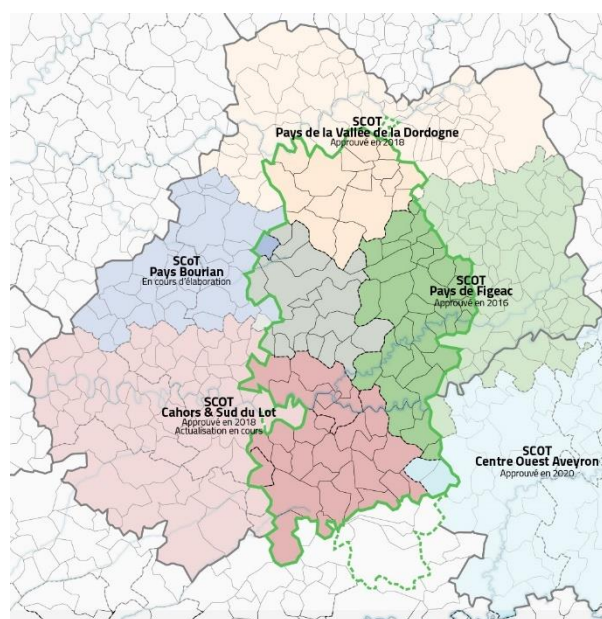 SCOT
Pays de la Vallée de la Dordogne
Approuvé en 2018
SCoT
Pays Bourian
En cours d'élaboration
SCOT
Pays de Figeac
Approuvé en 2016
SCOT
Cahors & Sud du Lot
Approuvé en 2018
Actualisation en cours
SCOT
Centre Ouest Aveyron
Approuvé en 2020